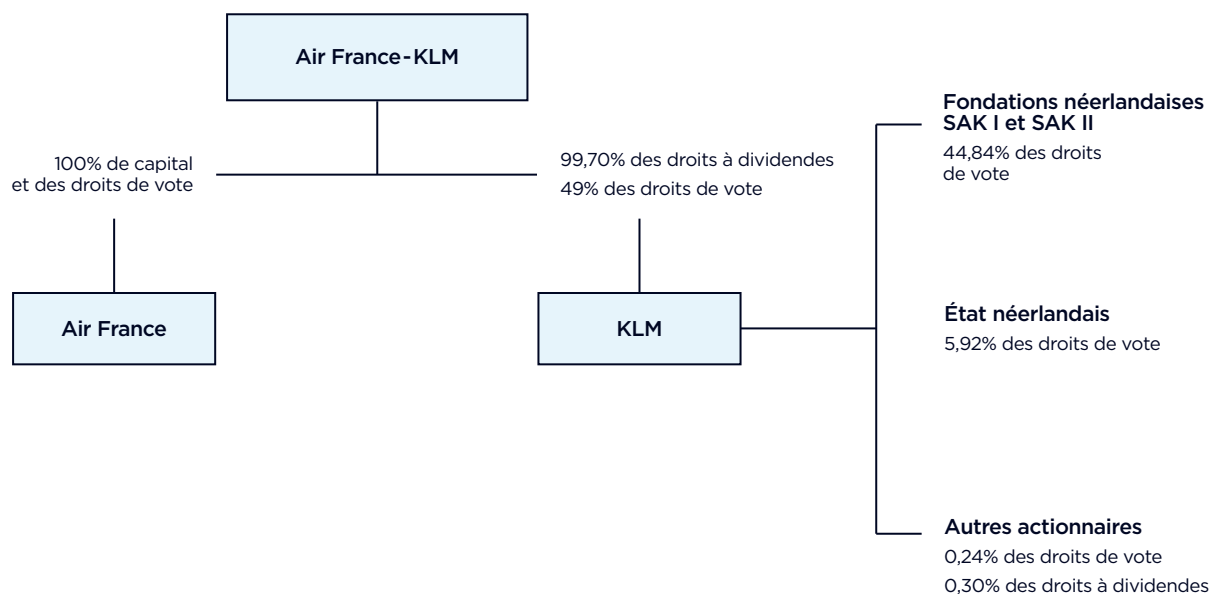 Air France-KLM
100% de capital
et des droits de vote
99,70% des droits à dividendes
49% des droits de vote
Air France
KLM
Fondations néerlandaises
SAK I et SAK II
44,84% des droits
de vote
État néerlandais
5,92% des droits de vote
Autres actionnaires
0,24% des droits de vote
0,30% des droits à dividendes